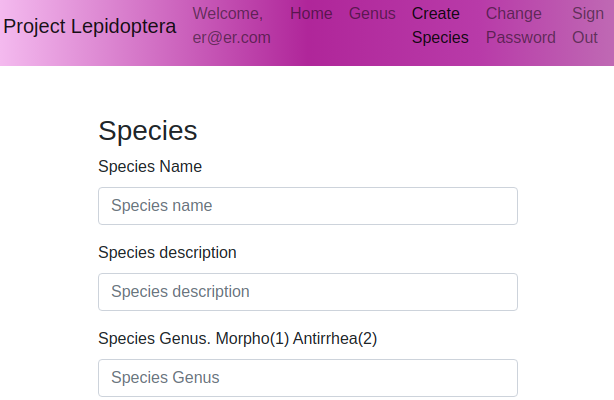 Project Lepidoptera
Welcome, er@er.com
Home
Genus
Create Species
Change Password
Sign Out
Species
Species Name
Species name
Species description
Species description
Species Genus. Morpho(1) Antirrhea(2)
Species Genus